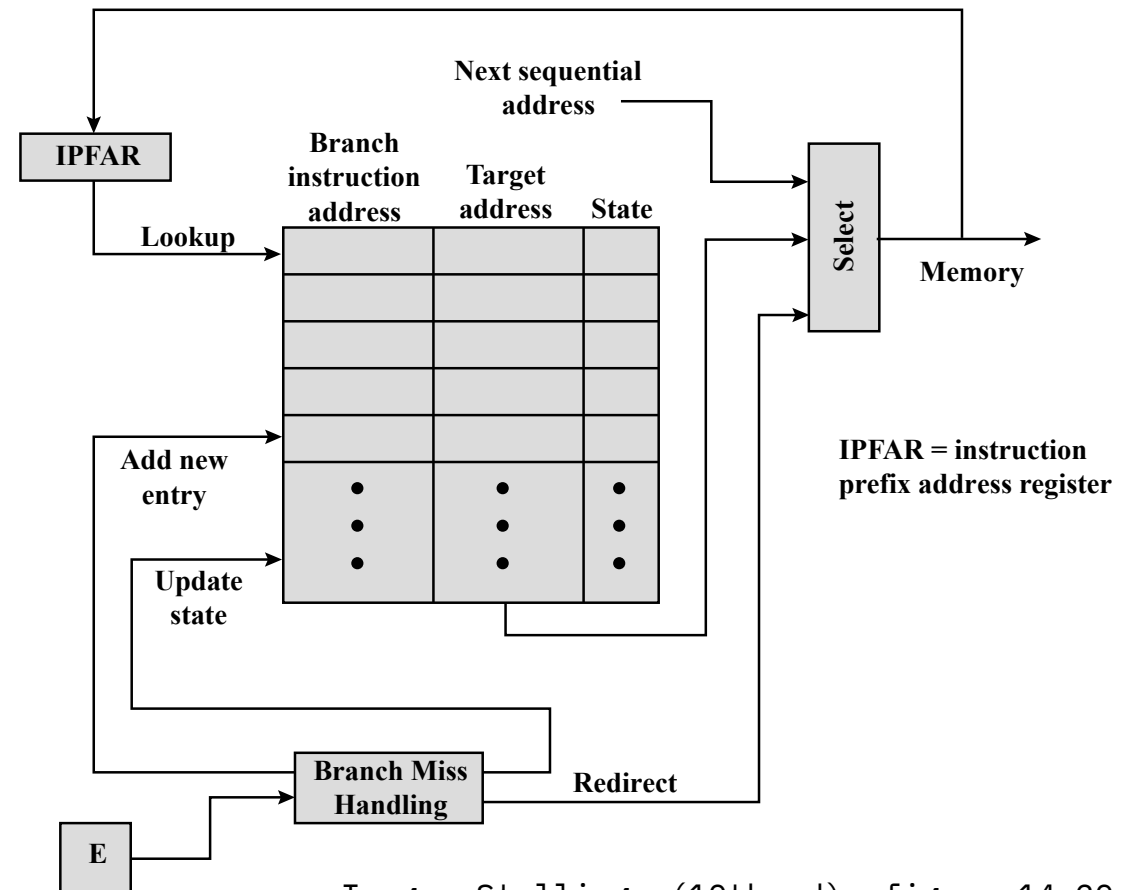 Next sequential
address
IPFAR
Branch
instruction
address
Target
address
State
Lookup
Select
Memory
Add new
entry
IPFAR = instruction
prefix address register
Update
state
Branch Miss
Handling
Redirect
E